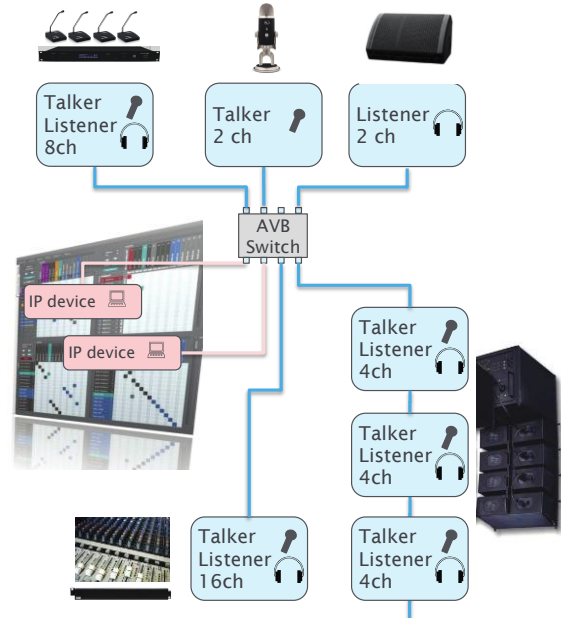 Talker
Listener
8ch
Talker
2 ch
Listener
2 ch
AVB
Switch
IP device
IP device
Talker
Listener
4ch
Talker
Listener
4ch
Talker
Listener
16ch
Talker
Listener
4ch